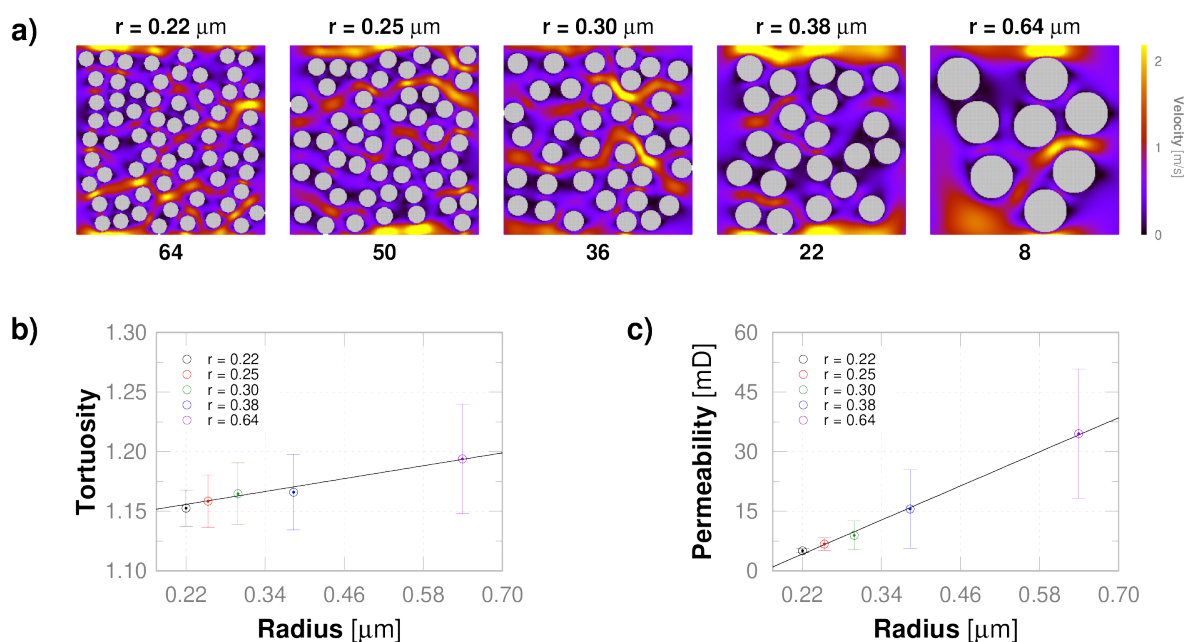 a)
r = 0.22 μm
r = 0.25 μm
r = 0.30 μm
r = 0.38 μm
r = 0.64 μm
2
1
0
Velocity [m/s]
64
50
36
22
8
b)
1.30
1.25
1.20
1.15
1.10
Tortuosity
r = 0.22
r = 0.25
r = 0.30
r = 0.38
r = 0.64
0.22 0.34 0.46 0.58 0.70
Radius [μm]
c)
60
45
30
15
0
Permeability [mD]
r = 0.22
r = 0.25
r = 0.30
r = 0.38
r = 0.64
0.22 0.34 0.46 0.58 0.70
Radius [μm]